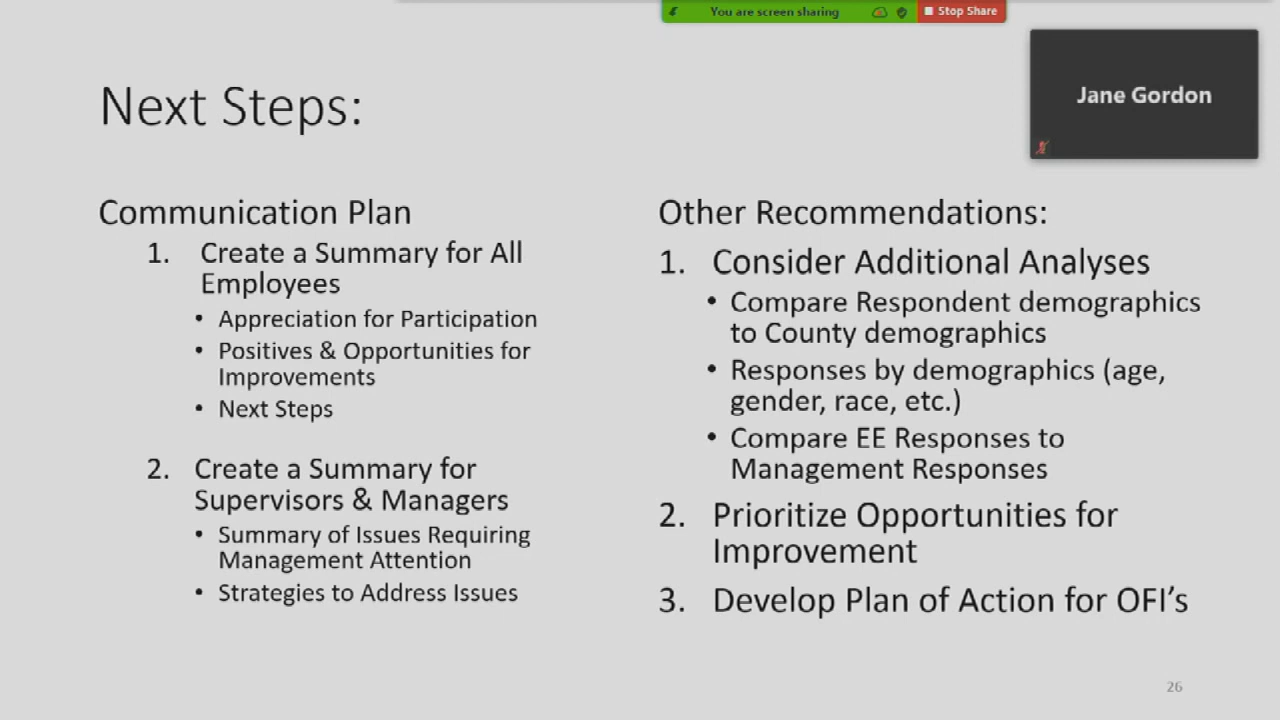 You are screen sharing
Stop Share
Jane Gordon
Next Steps:
Communication Plan
1. Create a Summary for All
Employees
• Appreciation for Participation
• Positives & Opportunities for
Improvements
• Next Steps
2. Create a Summary for
Supervisors & Managers
• Summary of Issues Requiring
Management Attention
• Strategies to Address Issues
Other Recommendations:
1. Consider Additional Analyses
• Compare Respondent demographics
to County demographics
• Responses by demographics (age,
gender, race, etc.)
• Compare EE Responses to
Management Responses
2. Prioritize Opportunities for
Improvement
3. Develop Plan of Action for OFI's
26